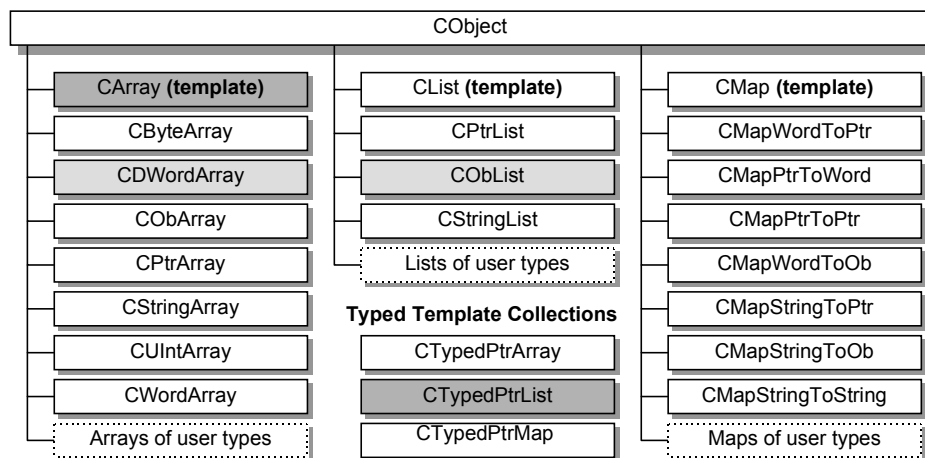 CObject
CArray (template)
CByteArray
CDWordArray
CObArray
CPtrArray
CStringArray
CUIntArray
CWordArray
Arrays of user types
CList (template)
CPtrList
CObList
CStringList
Lists of user types
Typed Template Collections
CTypedPtrArray
CTypedPtrList
CTypedPtrMap
CMap (template)
CMapWordToPtr
CMapPtrToWord
CMapPtrToPtr
CMapWordToOb
CMapStringToPtr
CMapStringToOb
CMapStringToString
Maps of user types